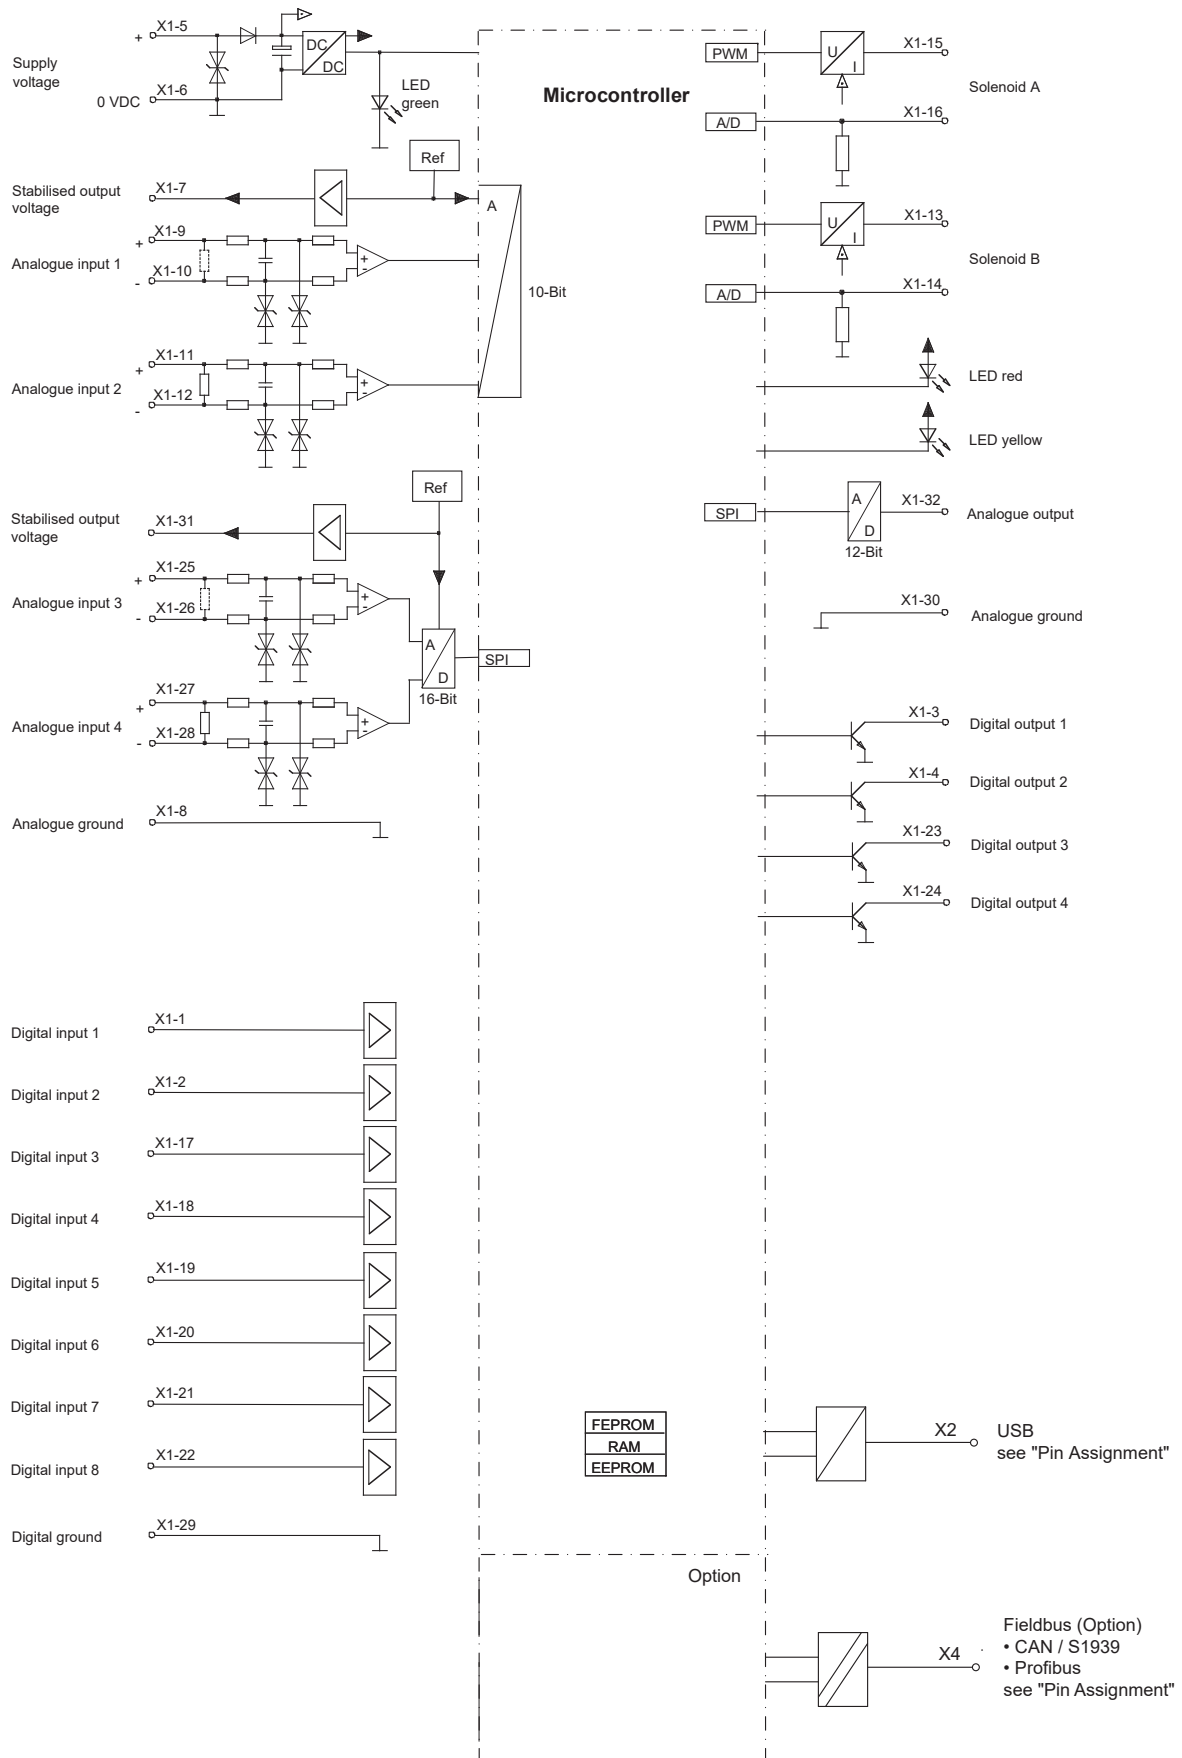 X1-5
+
Supply
voltage
X1-6
0 VDC
DC
DC
LED
green
Microcontroller
PWM
U
I
X1-15
Solenoid A
A/D
X1-16
Ref
Stabilised output
voltage
X1-7
A
10-Bit
X1-9
+
Analogue input 1
X1-10
-
+
-
PWM
U
I
X1-13
Solenoid B
A/D
X1-14
X1-11
+
Analogue input 2
X1-12
-
+
-
LED red
LED yellow
Ref
Stabilised output
voltage
X1-31
SPI
A
D
12-Bit
X1-32
Analogue output
X1-25
+
Analogue input 3
X1-26
-
+
-
X1-30
Analogue ground
A
D
16-Bit
SPI
X1-27
+
Analogue input 4
X1-28
-
+
-
X1-3
Digital output 1
X1-4
Digital output 2
Analogue ground
X1-8
X1-23
Digital output 3
X1-24
Digital output 4
Digital input 1
X1-1
Digital input 2
X1-2
Digital input 3
X1-17
Digital input 4
X1-18
Digital input 5
X1-19
Digital input 6
X1-20
Digital input 7
X1-21
Digital input 8
X1-22
Digital ground
X1-29
FEPROM
RAM
EEPROM
X2
USB
see "Pin Assignment"
Option
X4
Fieldbus (Option)
• CAN / S1939
• Profibus
see "Pin Assignment"